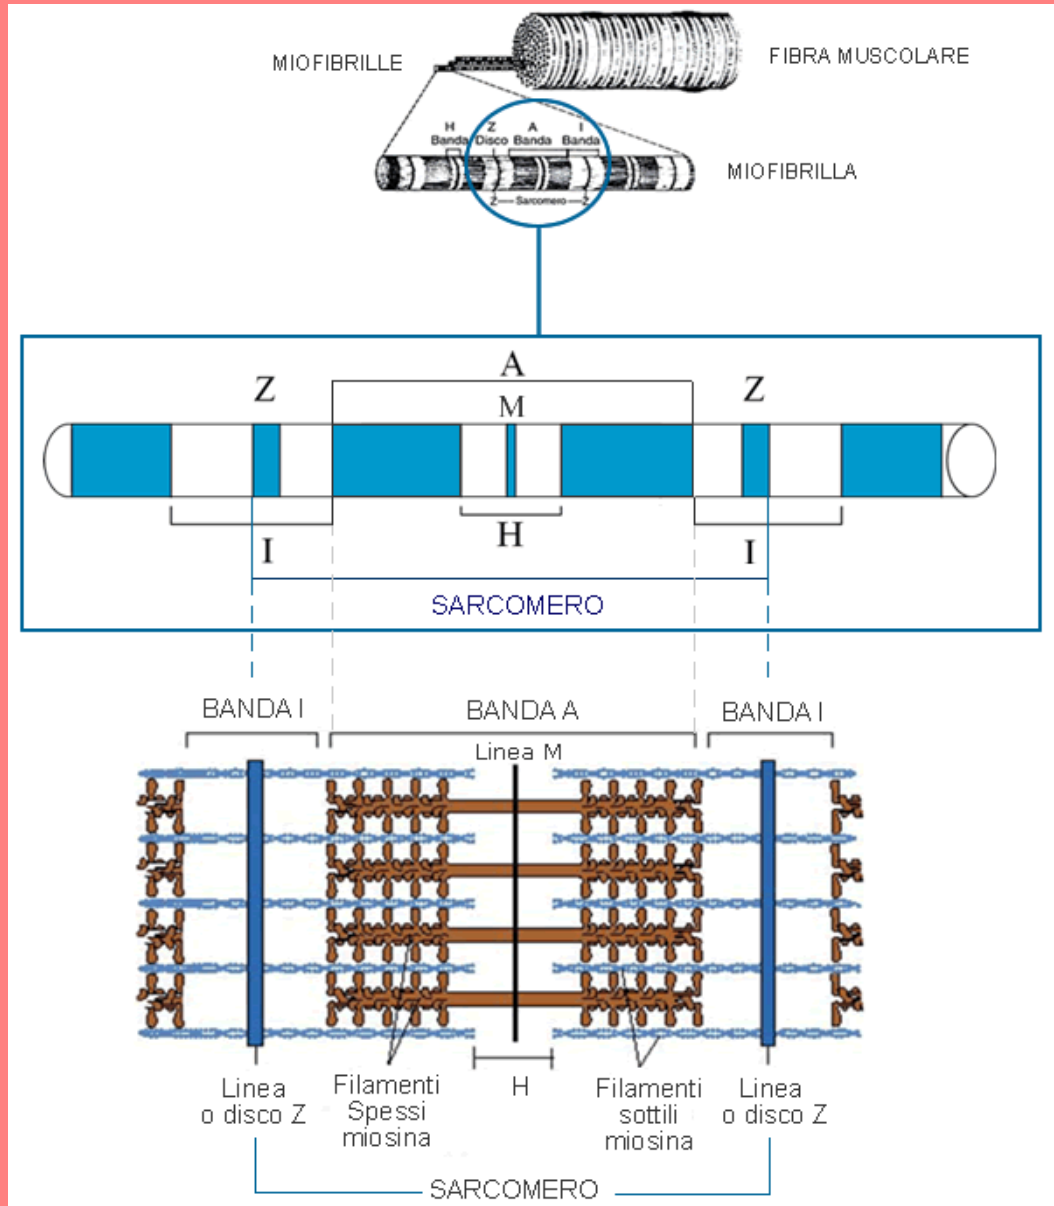 MIOFIBRILLE
FIBRA MUSCOLARE
H
Banda
Z
Disco
A
Banda
I
Banda
MIOFIBRILLA
Z
Sarcomero
Z
A
Z
M
Z
H
I
I
SARCOMERO
BANDA I
BANDA A
BANDA I
Linea M
Linea
o disco Z
Filamenti
Spessi
miosina
H
Filamenti
sottili
miosina
Linea
o disco Z
SARCOMERO